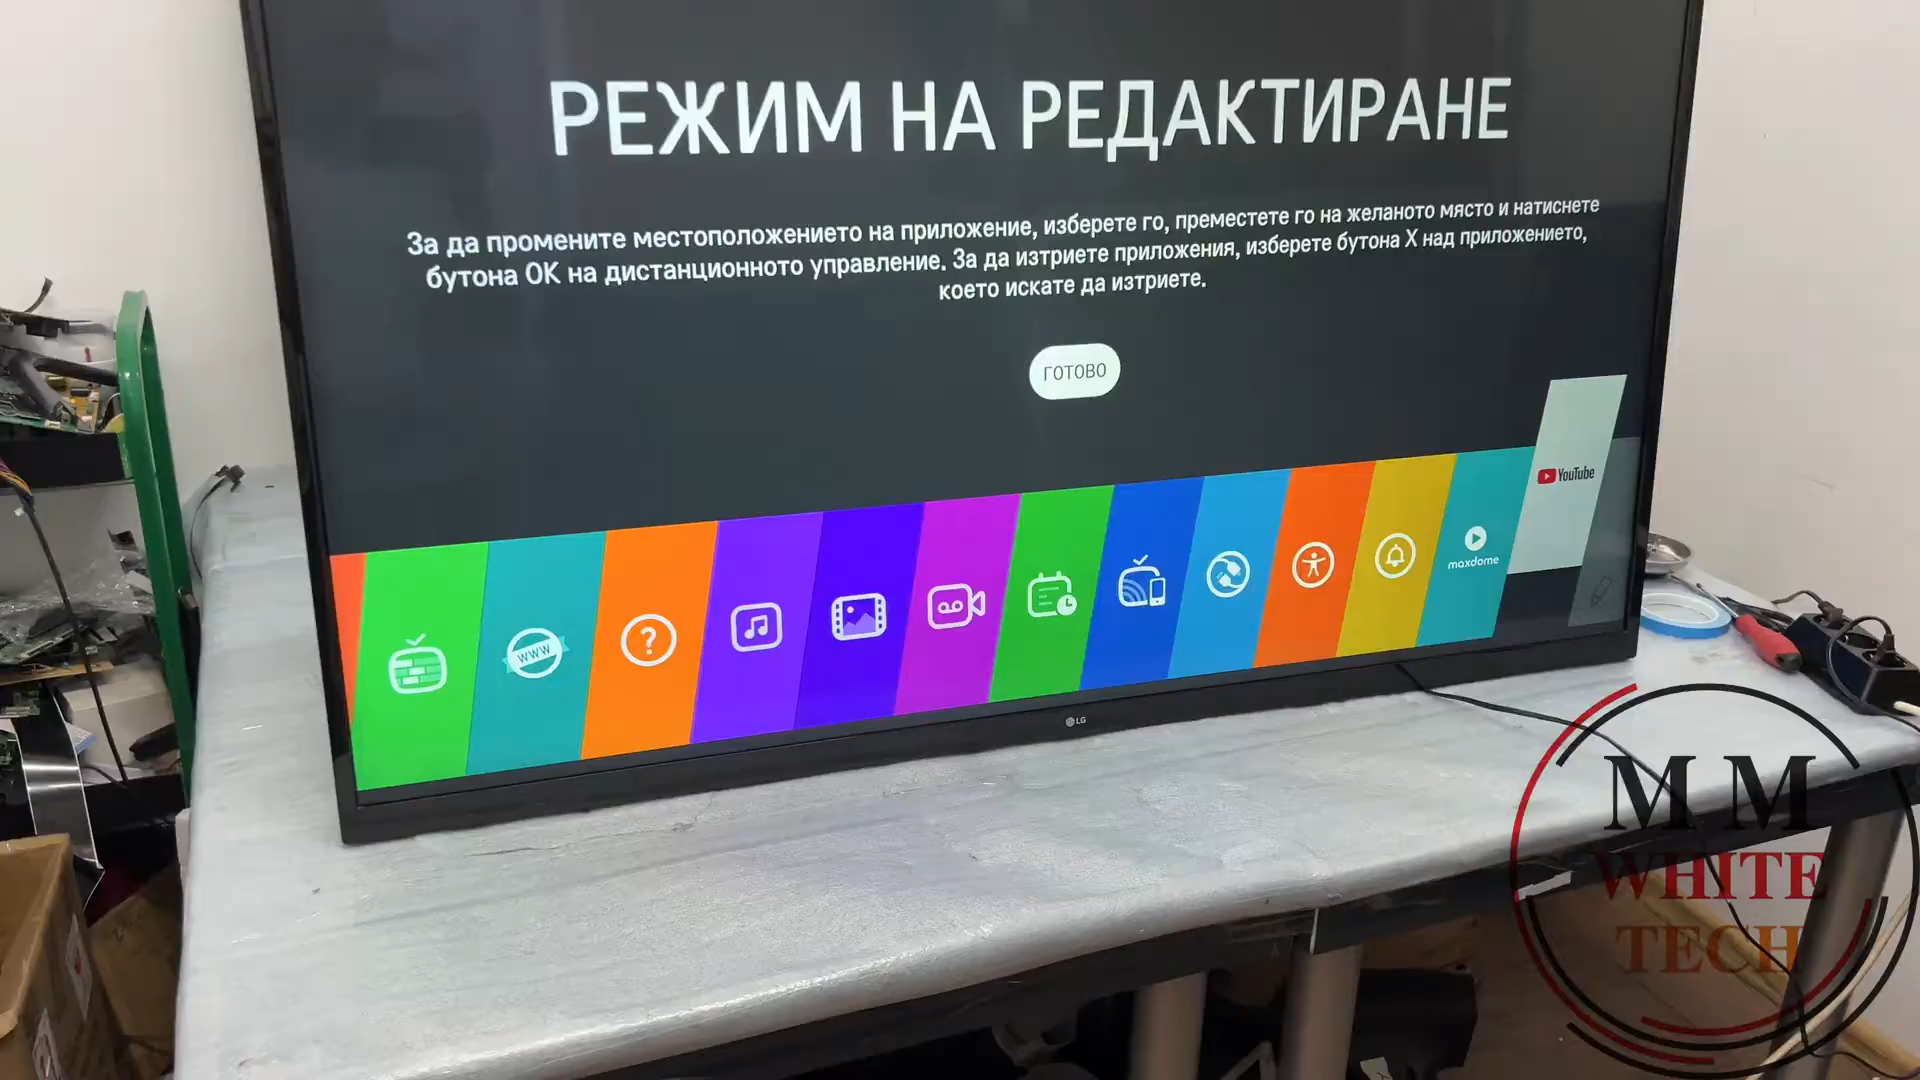 РЕЖИМ НА РЕДАКТИРАНЕ
За да промените местоположението на приложение, изберете го, преместете го на желаното място и натиснете
бутона ОК на дистанционното управление. За да изтриете приложения, изберете бутона X над приложението,
което искате да изтриете.
ГОТОВО
YouTube
maxdome
www
?
LG
M M
WHITE
TECH